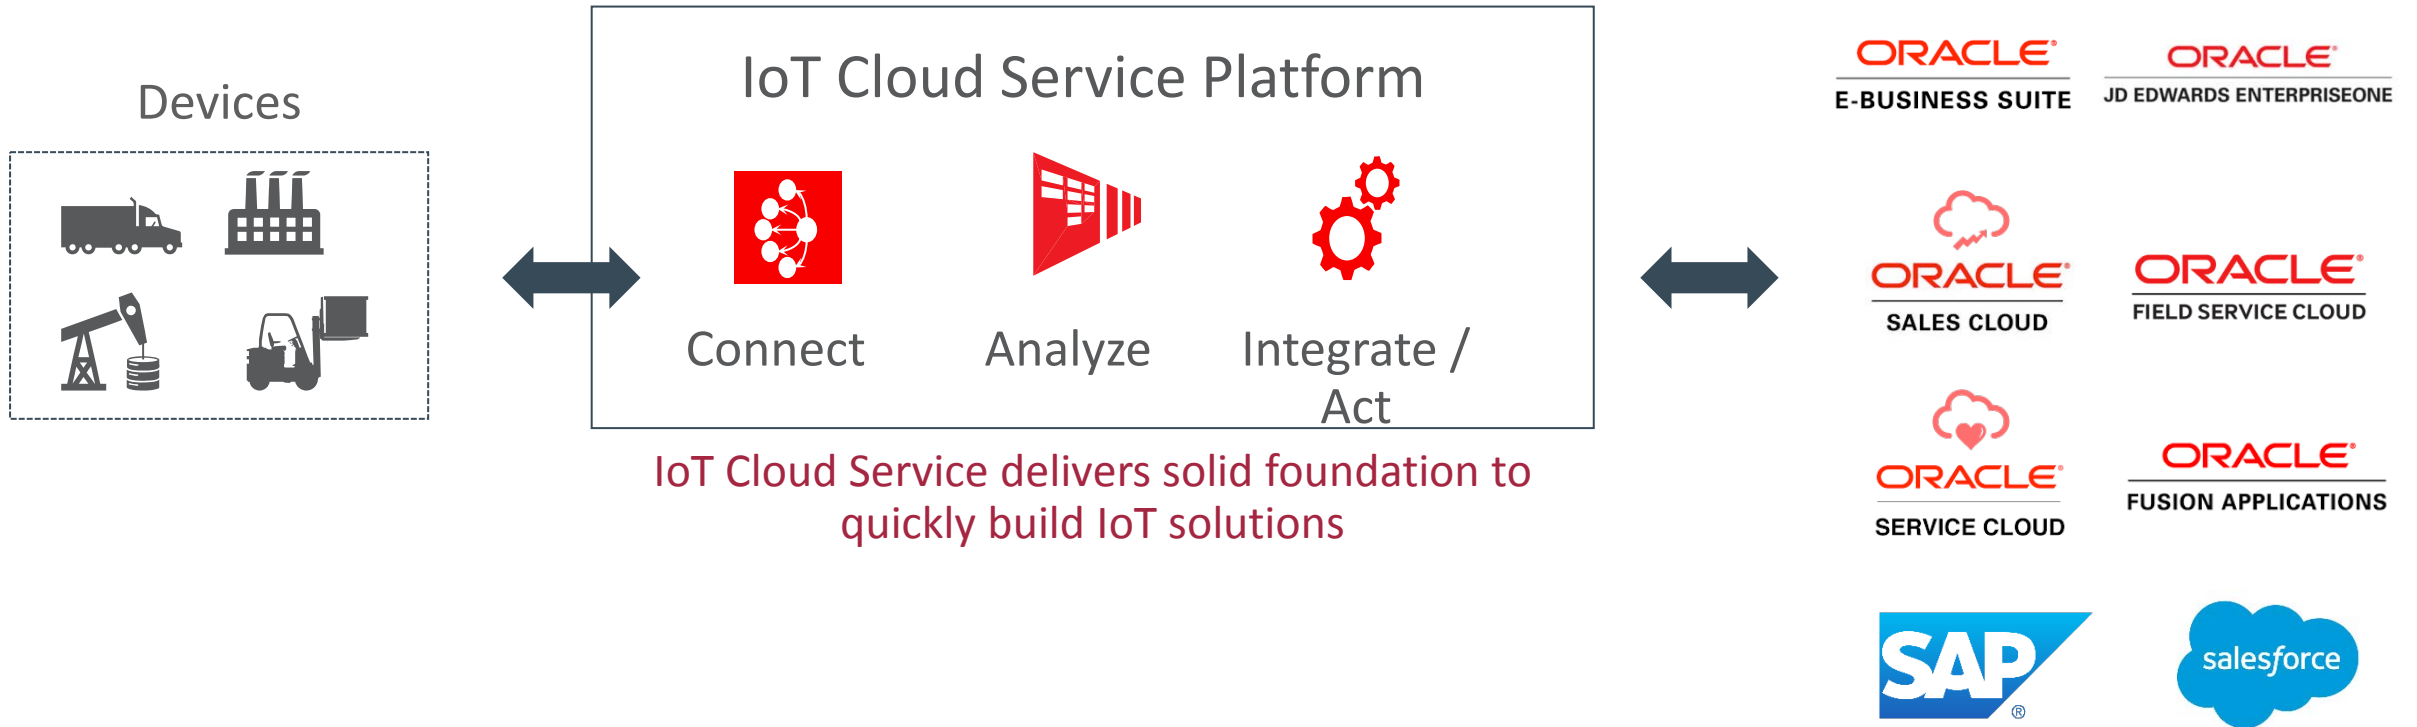 Devices
IoT Cloud Service Platform
Connect
Analyze
Integrate /
Act
IoT Cloud Service delivers solid foundation to
quickly build IoT solutions
ORACLE®
E-BUSINESS SUITE
ORACLE®
JD EDWARDS ENTERPRISEONE
ORACLE®
SALES CLOUD
ORACLE®
FIELD SERVICE CLOUD
ORACLE®
SERVICE CLOUD
ORACLE®
FUSION APPLICATIONS
SAP®
salesforce